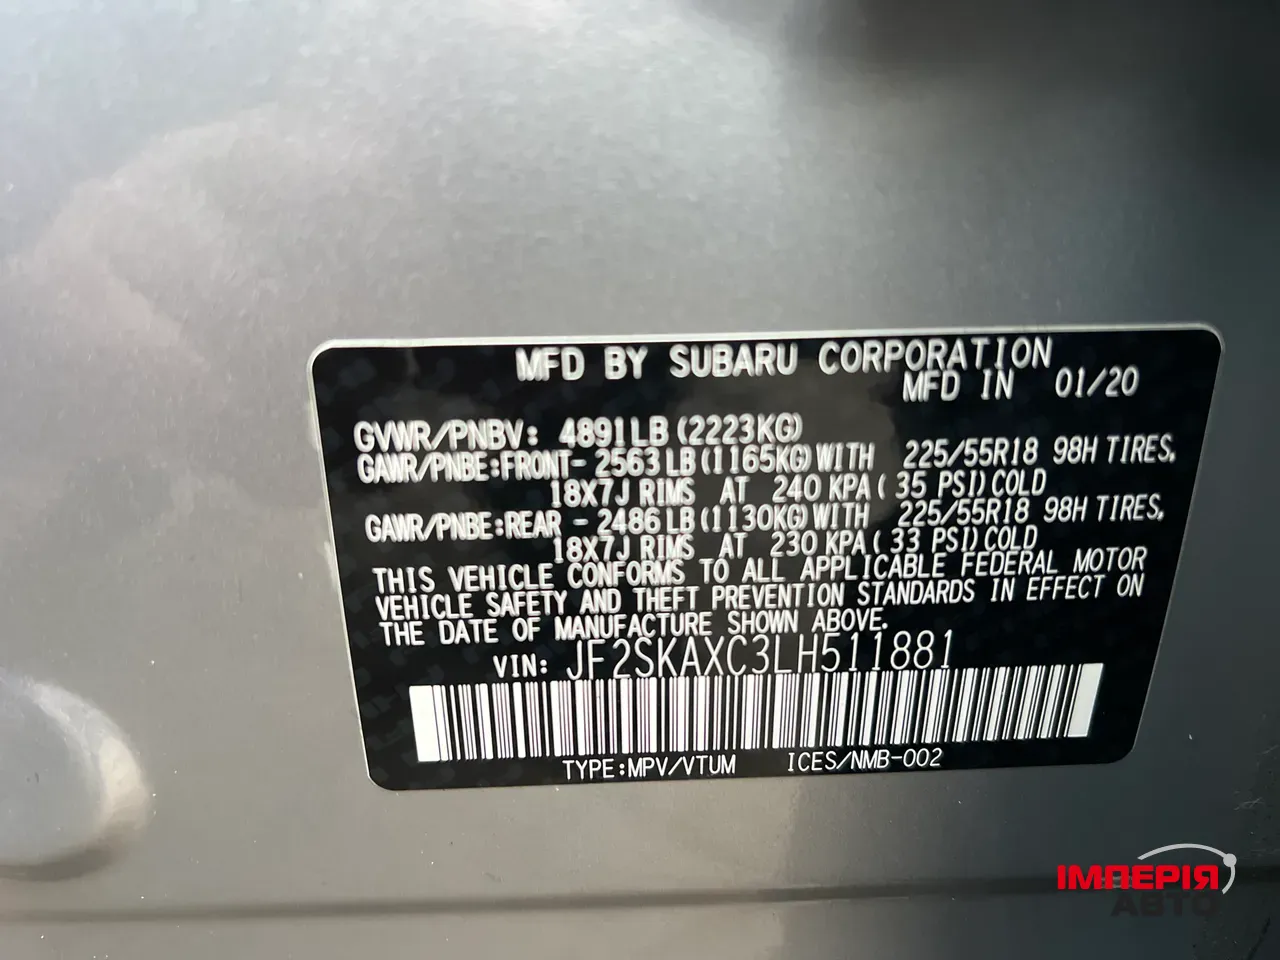 MFD BY SUBARU CORPORATION
MFD IN 01/20
GVWR/PNBV: 4891LB (2223KG)
GAWR/PNBE:FRONT- 2563 LB (1165KG) WITH 225/55R18 98H TIRES,
18X7J RIMS AT 240 KPA ( 35 PSI) COLD
GAWR/PNBE:REAR - 2486 LB (1130KG) WITH 225/55R18 98H TIRES,
18X7J RIMS AT 230 KPA ( 33 PSI) COLD
THIS VEHICLE CONFORMS TO ALL APPLICABLE FEDERAL MOTOR
VEHICLE SAFETY AND THEFT PREVENTION STANDARDS IN EFFECT ON
THE DATE OF MANUFACTURE SHOWN ABOVE.
VIN: JF2SKAXC3LH511881
TYPE:MPV/VTUM ICES/NMB-002
ІМПЕРІЯ
АВТО